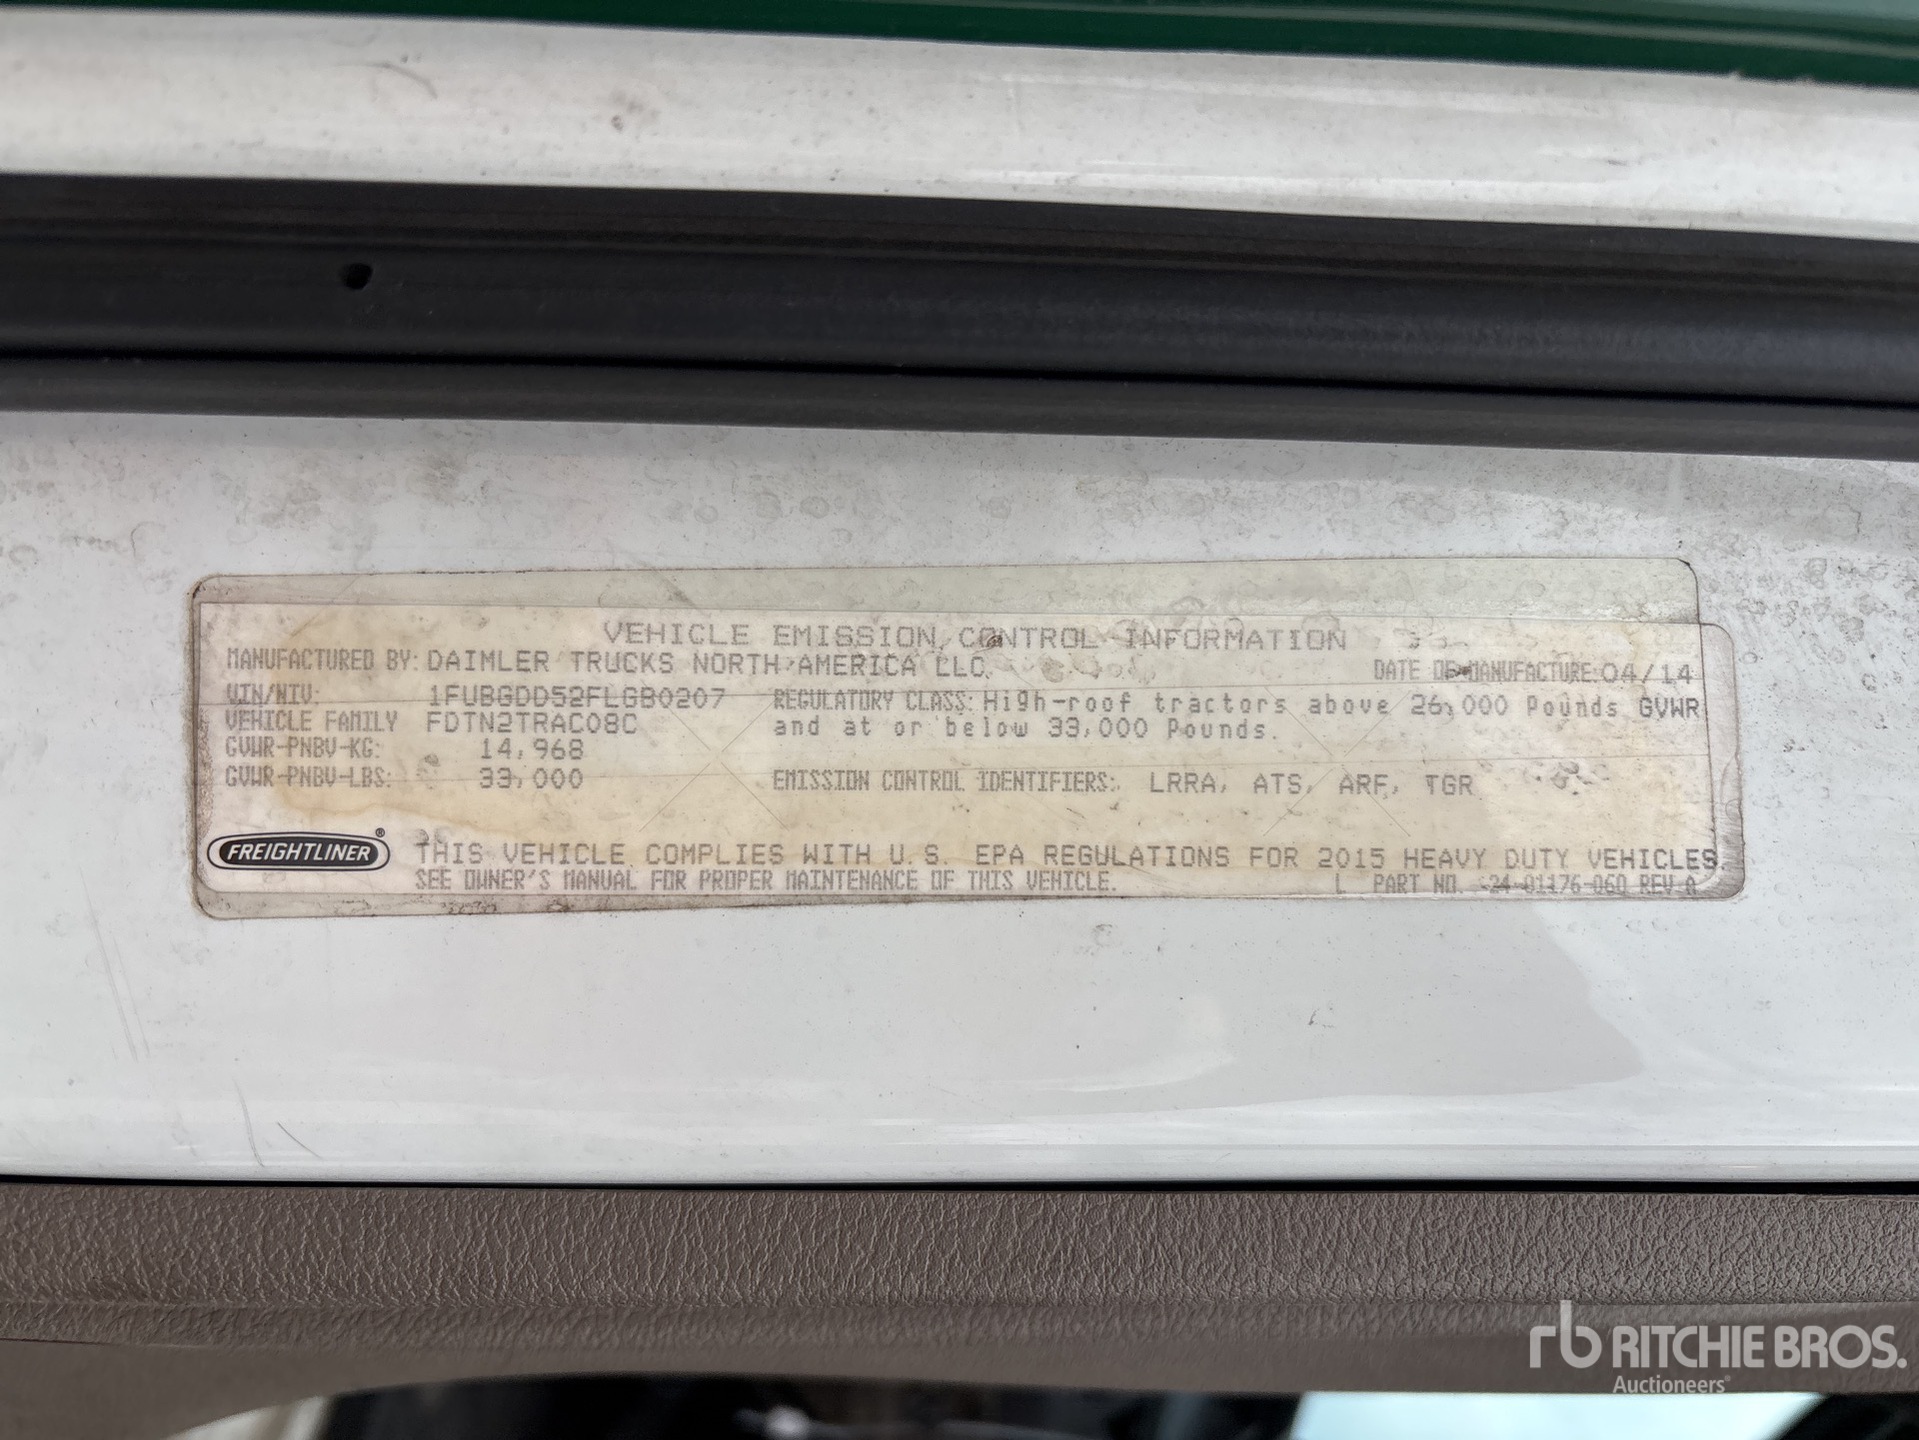 VEHICLE EMISSION CONTROL INFORMATION
MANUFACTURED BY: DAIMLER TRUCKS NORTH AMERICA LLC.
DATE OF MANUFACTURE: 04/14
VIN/NIV: 1FUBGDD52FLGB0207
REGULATORY CLASS: High-roof tractors above 26,000 Pounds GVWR
VEHICLE FAMILY FDTN2TRAC08C
and at or below 33,000 Pounds.
GVWR-PNBV-KG: 14,968
GVWR-PNBV-LBS: 33,000
EMISSION CONTROL IDENTIFIERS: LRRA, ATS, ARF, TGR
FREIGHTLINER®
THIS VEHICLE COMPLIES WITH U.S. EPA REGULATIONS FOR 2015 HEAVY DUTY VEHICLES.
SEE OWNER'S MANUAL FOR PROPER MAINTENANCE OF THIS VEHICLE.
L PART NO. 24-01176-060 REV A
rb RITCHIE BROS.
Auctioneers®